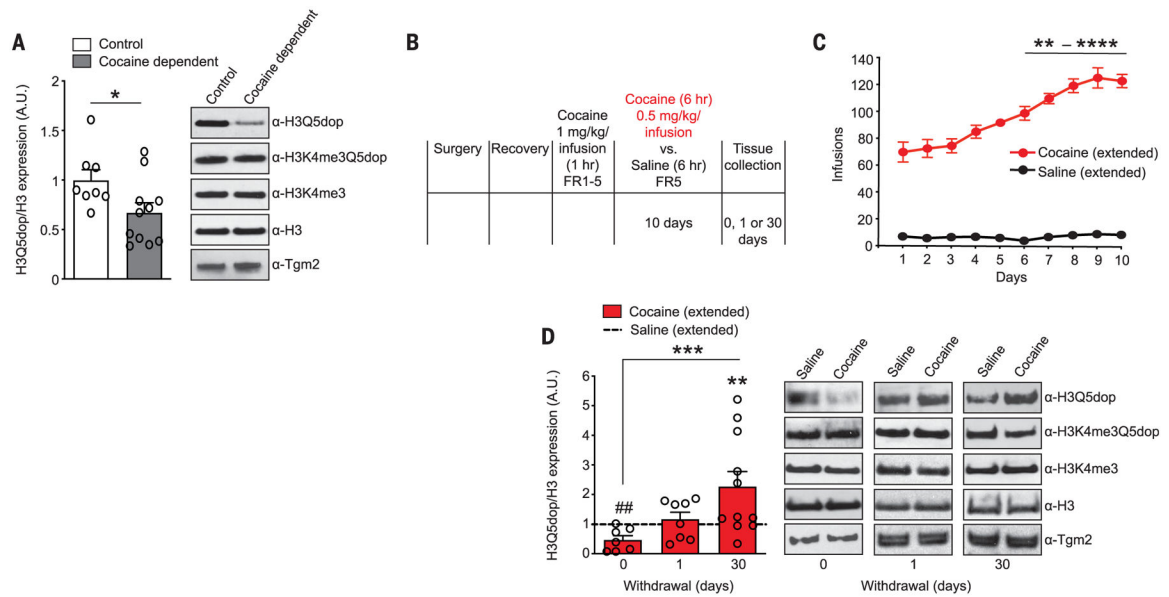 A
Control
Cocaine dependent
*
H3Q5dop/H3 expression (A.U.)
2
1.5
1
0.5
0
Control
Cocaine dependent
α-H3Q5dop
α-H3K4me3Q5dop
α-H3K4me3
α-H3
α-Tgm2
B
Surgery
Recovery
Cocaine
1 mg/kg/
infusion
(1 hr)
FR1-5
Cocaine (6 hr)
0.5 mg/kg/
infusion
vs.
Saline (6 hr)
FR5
Tissue
collection
10 days
0, 1 or 30
days
C
** – ****
Infusions
140
120
100
80
60
40
20
0
Cocaine (extended)
Saline (extended)
1 2 3 4 5 6 7 8 9 10
Days
D
Cocaine (extended)
Saline (extended)
***
**
##
H3Q5dop/H3 expression (A.U.)
6
5
4
3
2
1
0
0 1 30
Withdrawal (days)
Saline
Cocaine
Saline
Cocaine
Saline
Cocaine
α-H3Q5dop
α-H3K4me3Q5dop
α-H3K4me3
α-H3
α-Tgm2
0 1 30
Withdrawal (days)